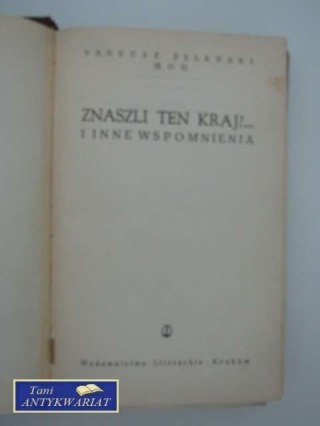 TADEUSZ ŻELEŃSKI
BOY
ZNASZLI TEN KRAJ?...
I INNE WSPOMNIENIA
Wydawnictwo Literackie · Kraków
Tani
ANTYKWARIAT